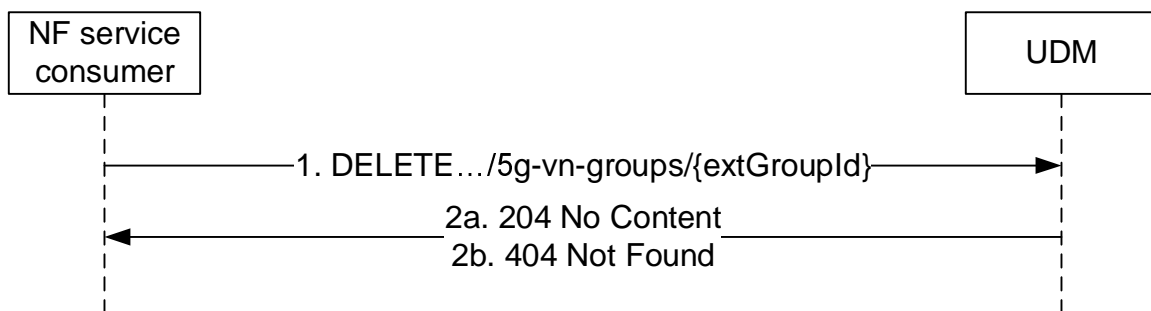 NF service
consumer
UDM
1. DELETE…/5g-vn-groups/{extGroupId}
2a. 204 No Content
2b. 404 Not Found